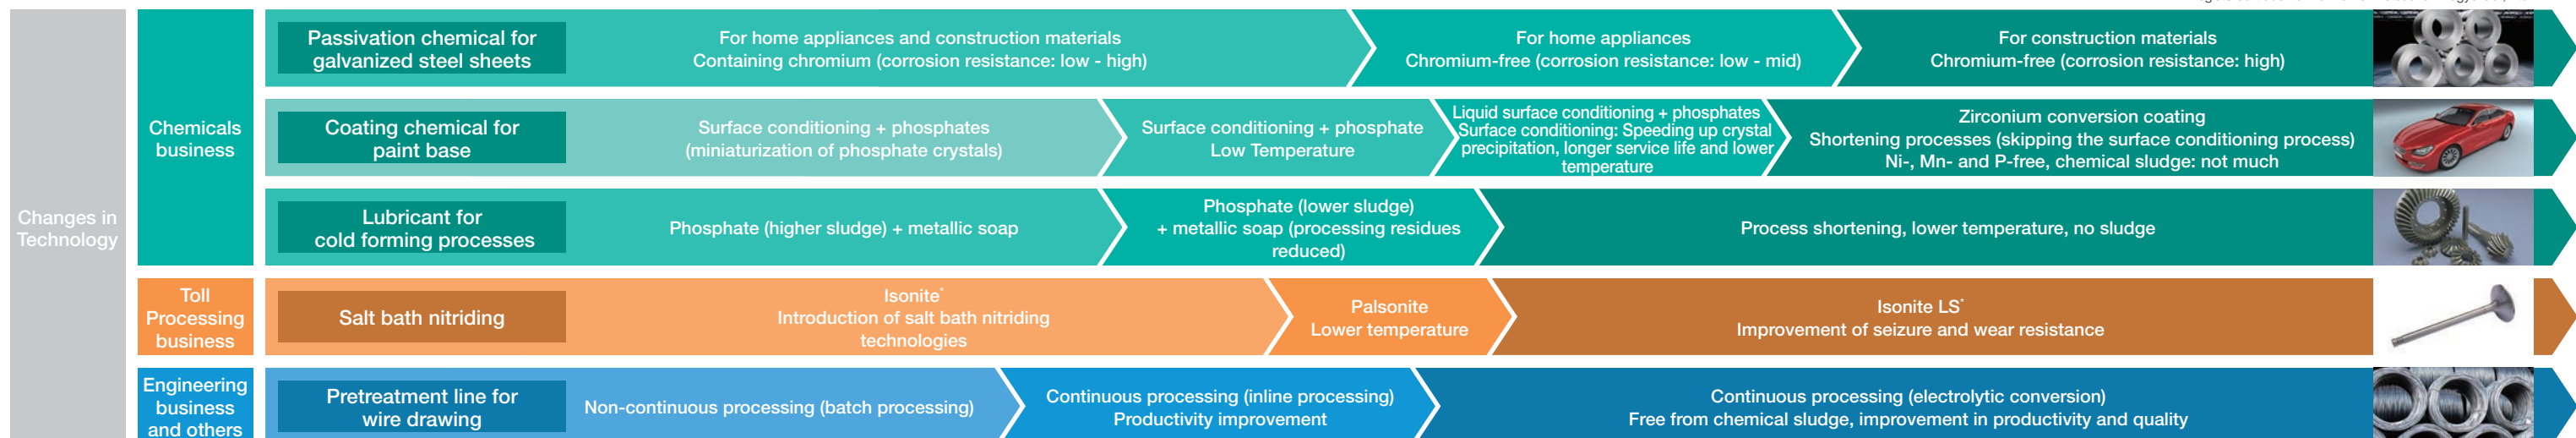 Changes in
Technology
Chemicals
business
Passivation chemical for
galvanized steel sheets
For home appliances and construction materials
Containing chromium (corrosion resistance: low - high)
For home appliances
Chromium-free (corrosion resistance: low - mid)
For construction materials
Chromium-free (corrosion resistance: high)
Coating chemical for
paint base
Surface conditioning + phosphates
(miniaturization of phosphate crystals)
Surface conditioning + phosphate
Low Temperature
Liquid surface conditioning + phosphates
Surface conditioning: Speeding up crystal
precipitation, longer service life and lower
temperature
Zirconium conversion coating
Shortening processes (skipping the surface conditioning process)
Ni-, Mn- and P-free, chemical sludge: not much
Lubricant for
cold forming processes
Phosphate (higher sludge) + metallic soap
Phosphate (lower sludge)
+ metallic soap (processing residues
reduced)
Process shortening, lower temperature, no sludge
Toll
Processing
business
Salt bath nitriding
Isonite*
Introduction of salt bath nitriding
technologies
Palsonite
Lower temperature
Isonite LS*
Improvement of seizure and wear resistance
Engineering
business
and others
Pretreatment line for
wire drawing
Non-continuous processing (batch processing)
Continuous processing (inline processing)
Productivity improvement
Continuous processing (electrolytic conversion)
Free from chemical sludge, improvement in productivity and quality